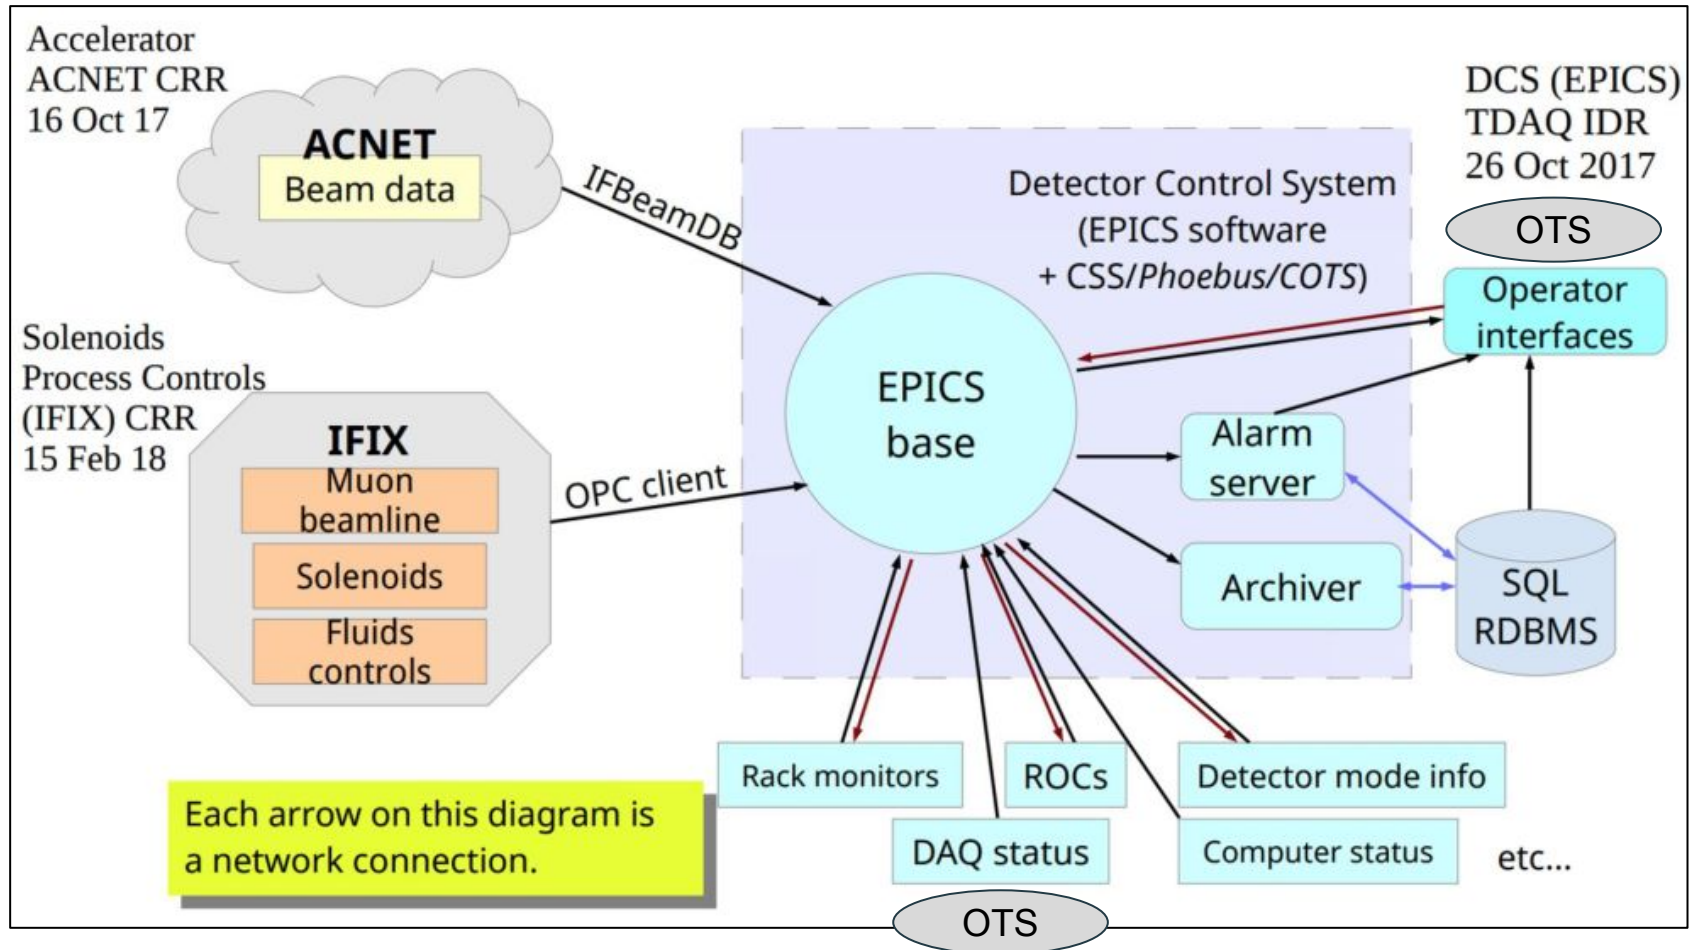 Accelerator
ACNET CRR
16 Oct 17
ACNET
Beam data
IFBeamDB
Detector Control System
(EPICS software
+ CSS/Phoebus/COTS)
DCS (EPICS)
TDAQ IDR
26 Oct 2017
OTS
Operator
interfaces
Solenoids
Process Controls
(IFIX) CRR
15 Feb 18
IFIX
Muon
beamline
Solenoids
Fluids
controls
OPC client
EPICS
base
Alarm
server
Archiver
SQL
RDBMS
Rack monitors
ROCs
Detector mode info
DAQ status
Computer status
etc...
OTS
Each arrow on this diagram is
a network connection.